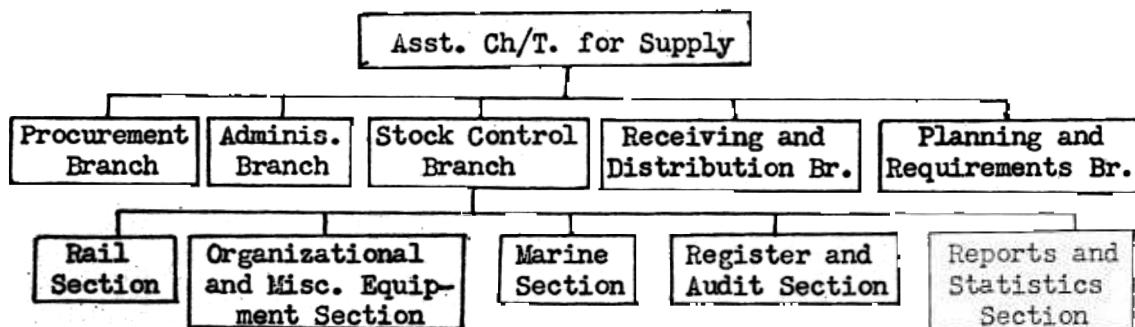 Asst. Ch/T. for Supply
Procurement
Branch
Adminis.
Branch
Stock Control
Branch
Receiving and
Distribution Br.
Planning and
Requirements Br.
Rail
Section
Organizational
and Misc. Equip-
ment Section
Marine
Section
Register and
Audit Section
Reports and
Statistics
Section